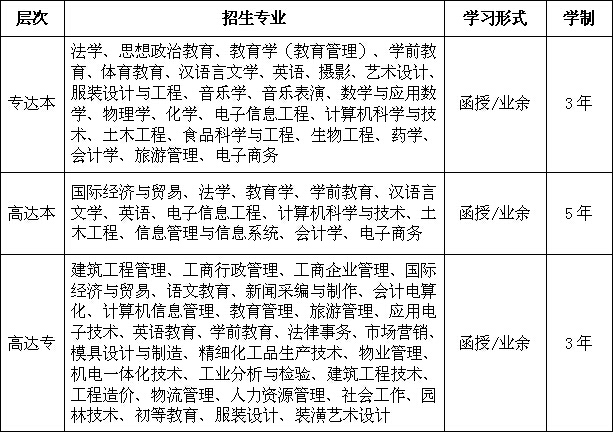 层次 招生专业 学习形式 学制
法学、思想政治教育、教育学（教育管理）、学前教
育、体育教育、汉语言文学、英语、摄影、艺术设计、
服装设计与工程、音乐学、音乐表演、数学与应用数
专达本 学、物理学、化学、电子信息工程、计算机科学与技 函授/业余 3年
术、土木工程、食品科学与工程、生物工程、药学、
会计学、旅游管理、电子商务
国际经济与贸易、法学、教育学、学前教育、汉语言
高达本 文学、英语、电子信息工程、计算机科学与技术、土 函授/业余 5年
木工程、信息管理与信息系统、会计学、电子商务
建筑工程管理、工商行政管理、工商企业管理、国际
经济与贸易、语文教育、新闻采编与制作、会计电算
化、计算机信息管理、教育管理、旅游管理、应用电
子技术、英语教育、学前教育、法律事务、市场营销、
高达专 模具设计与制造、精细化工品生产技术、物业管理、 函授/业余 3年
机电一体化技术、工业分析与检验、建筑工程技术、
工程造价、物流管理、人力资源管理、社会工作、园
林技术、初等教育、服装设计、装潢艺术设计